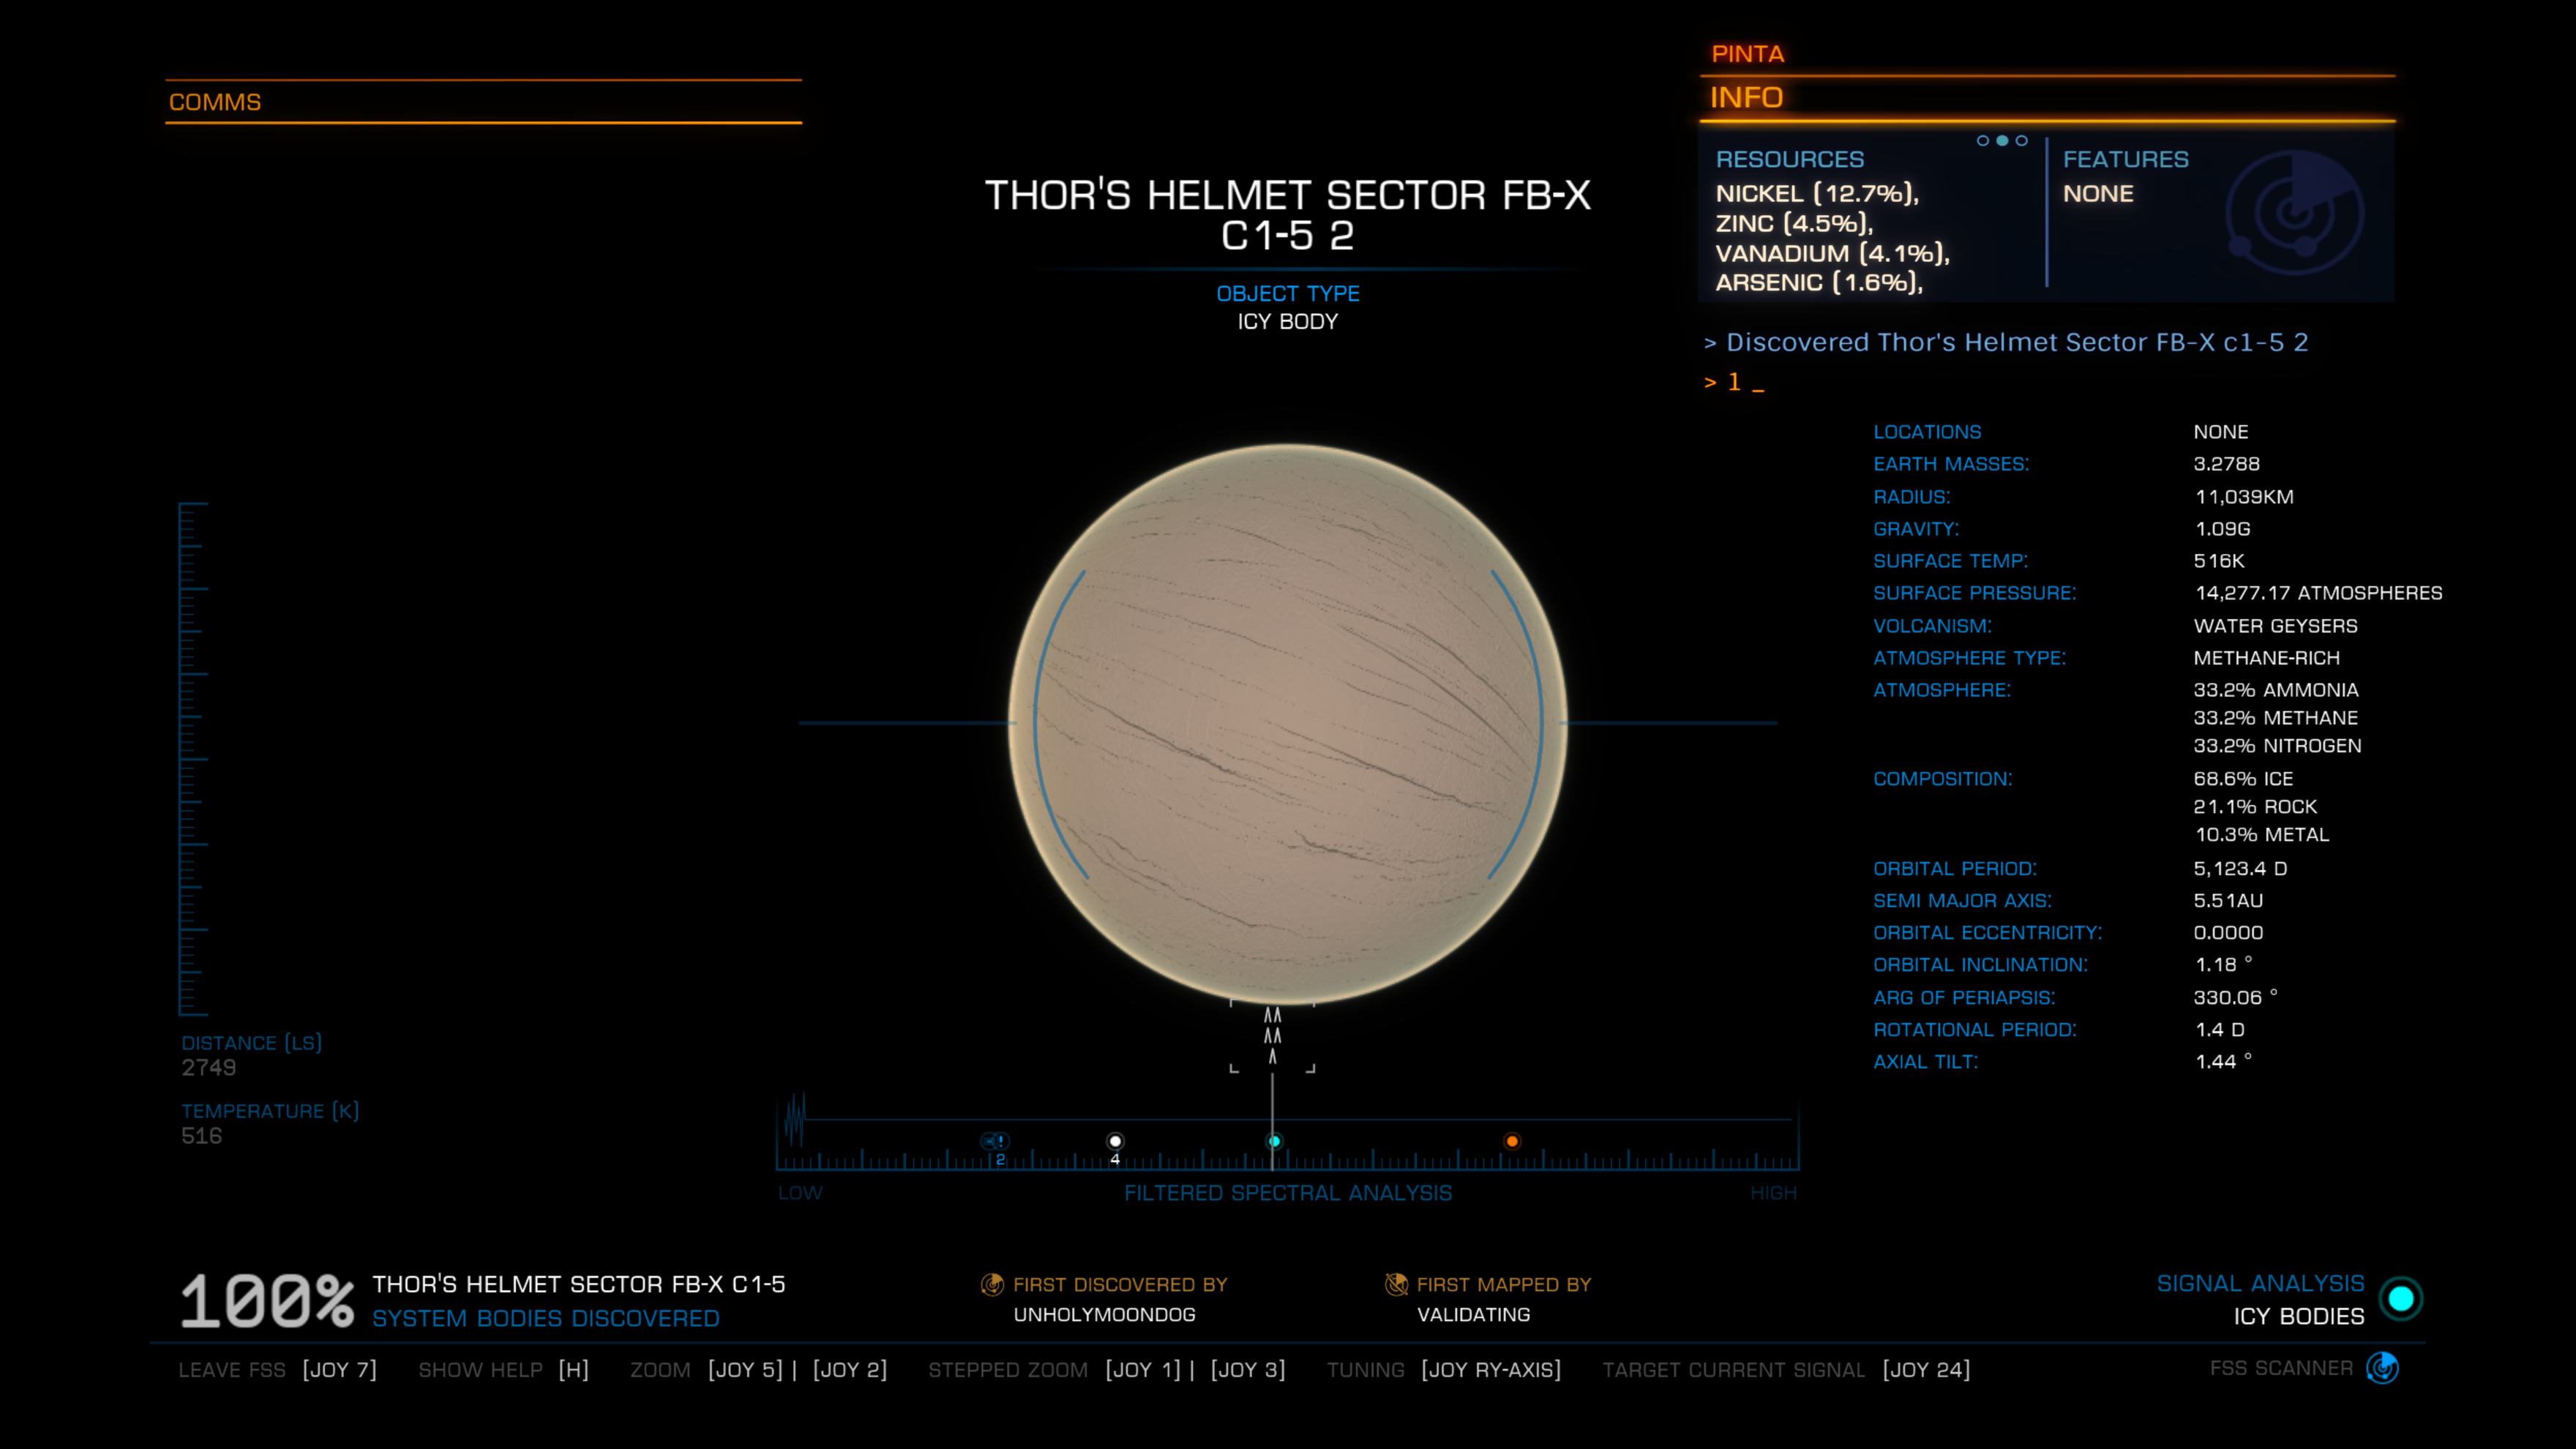 COMMS
PINTA
INFO
THOR'S HELMET SECTOR FB-X
C1-5 2
OBJECT TYPE
ICY BODY
RESOURCES
NICKEL (12.7%),
ZINC (4.5%),
VANADIUM (4.1%),
ARSENIC (1.6%),
FEATURES
NONE
> Discovered Thor's Helmet Sector FB-X c1-5 2
> 1 _
LOCATIONS NONE
EARTH MASSES: 3.2788
RADIUS: 11,039KM
GRAVITY: 1.09G
SURFACE TEMP: 516K
SURFACE PRESSURE: 14,277.17 ATMOSPHERES
VOLCANISM: WATER GEYSERS
ATMOSPHERE TYPE: METHANE-RICH
ATMOSPHERE: 33.2% AMMONIA
33.2% METHANE
33.2% NITROGEN
COMPOSITION: 68.6% ICE
21.1% ROCK
10.3% METAL
ORBITAL PERIOD: 5,123.4 D
SEMI MAJOR AXIS: 5.51AU
ORBITAL ECCENTRICITY: 0.0000
ORBITAL INCLINATION: 1.18 °
ARG OF PERIAPSIS: 330.06 °
ROTATIONAL PERIOD: 1.4 D
AXIAL TILT: 1.44 °
DISTANCE (LS)
2749
TEMPERATURE (K)
516
2 4
LOW FILTERED SPECTRAL ANALYSIS HIGH
100%
THOR'S HELMET SECTOR FB-X C1-5
SYSTEM BODIES DISCOVERED
FIRST DISCOVERED BY
UNHOLYMOONDOG
FIRST MAPPED BY
VALIDATING
SIGNAL ANALYSIS
ICY BODIES
LEAVE FSS [JOY 7] SHOW HELP [H] ZOOM [JOY 5] | [JOY 2] STEPPED ZOOM [JOY 1] | [JOY 3] TUNING [JOY RY-AXIS] TARGET CURRENT SIGNAL [JOY 24] FSS SCANNER